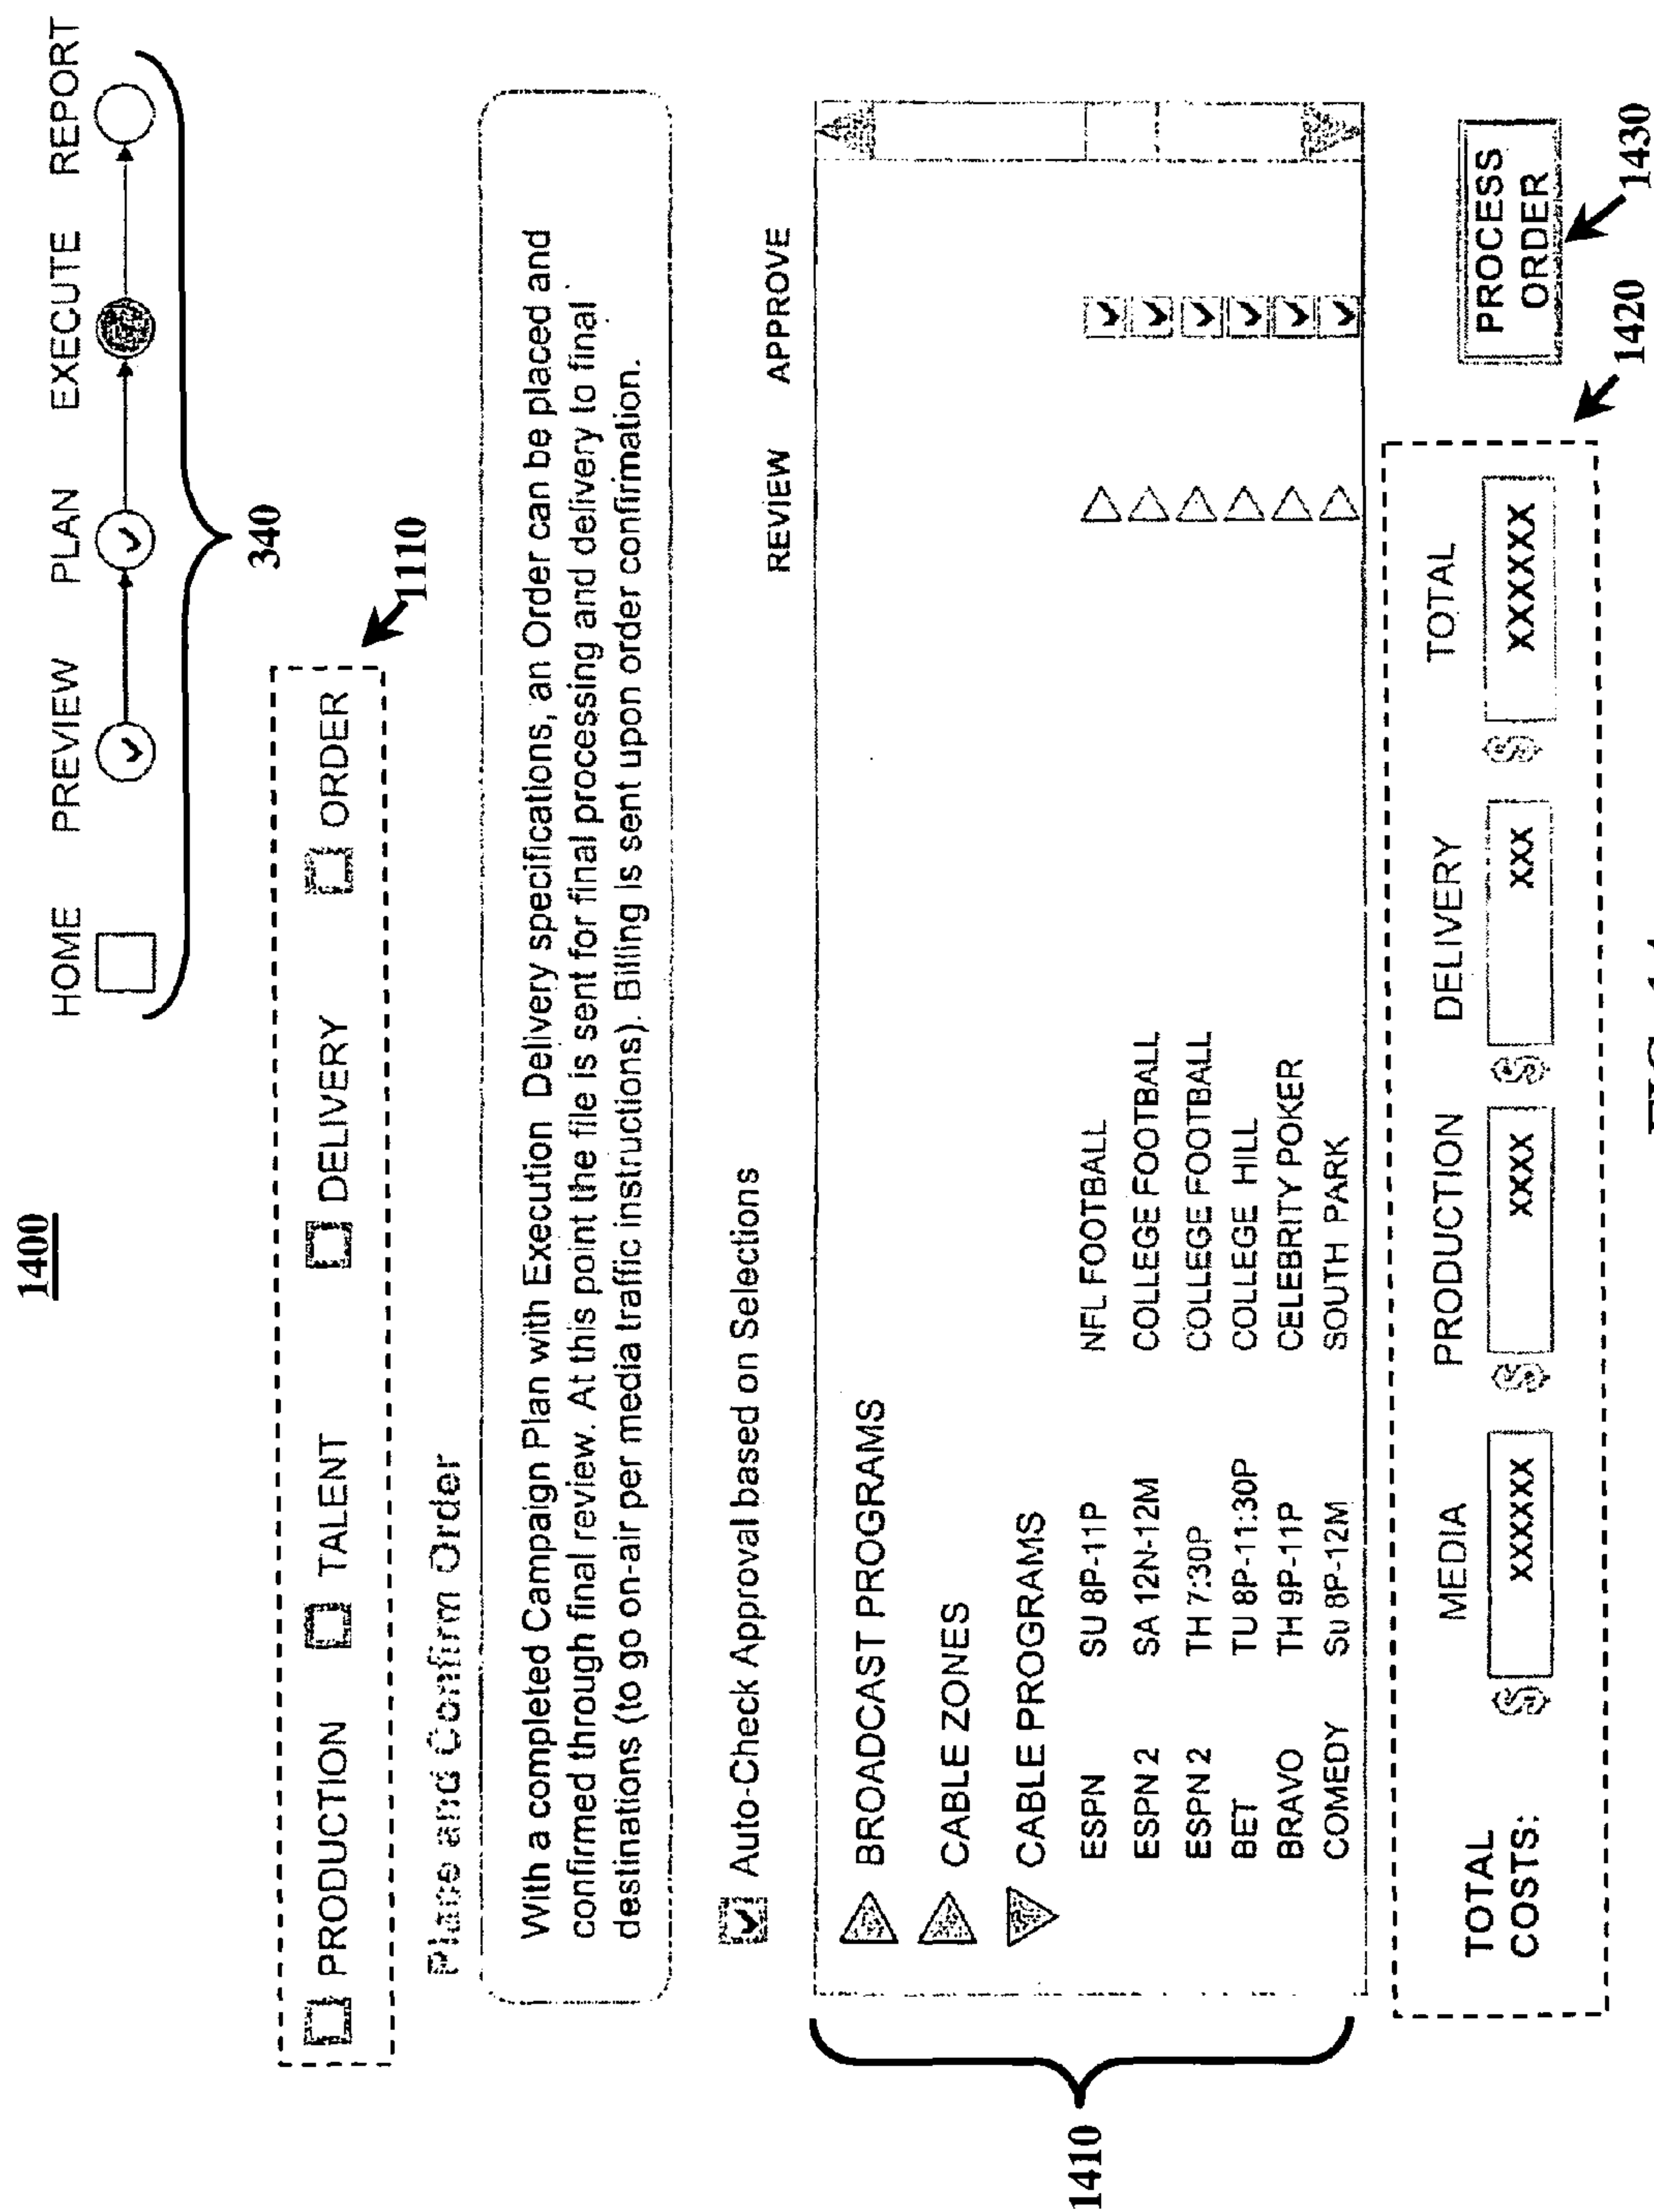 1400
HOME PREVIEW PLAN EXECUTE REPORT
340
1110
PRODUCTION TALENT DELIVERY ORDER
Place and Confirm Order
With a completed Campaign Plan with Execution Delivery specifications, an Order can be placed and
confirmed through final review. At this point the file is sent for final processing and delivery to final
destinations (to go on-air per media traffic instructions). Billing is sent upon order confirmation.
Auto-Check Approval based on Selections
REVIEW APPROVE
BROADCAST PROGRAMS
CABLE ZONES
CABLE PROGRAMS
ESPN SU 8P-11P NFL FOOTBALL
ESPN 2 SA 12N-12M COLLEGE FOOTBALL
ESPN 2 TH 7:30P COLLEGE FOOTBALL
BET TU 8P-11:30P COLLEGE HILL
BRAVO TH 9P-11P CELEBRITY POKER
COMEDY Su 8P-12M SOUTH PARK
1410
TOTAL
COSTS:
MEDIA PRODUCTION DELIVERY TOTAL
$ XXXXXX $ XXXX $ XXX $ XXXXXX
PROCESS
ORDER
1420
1430